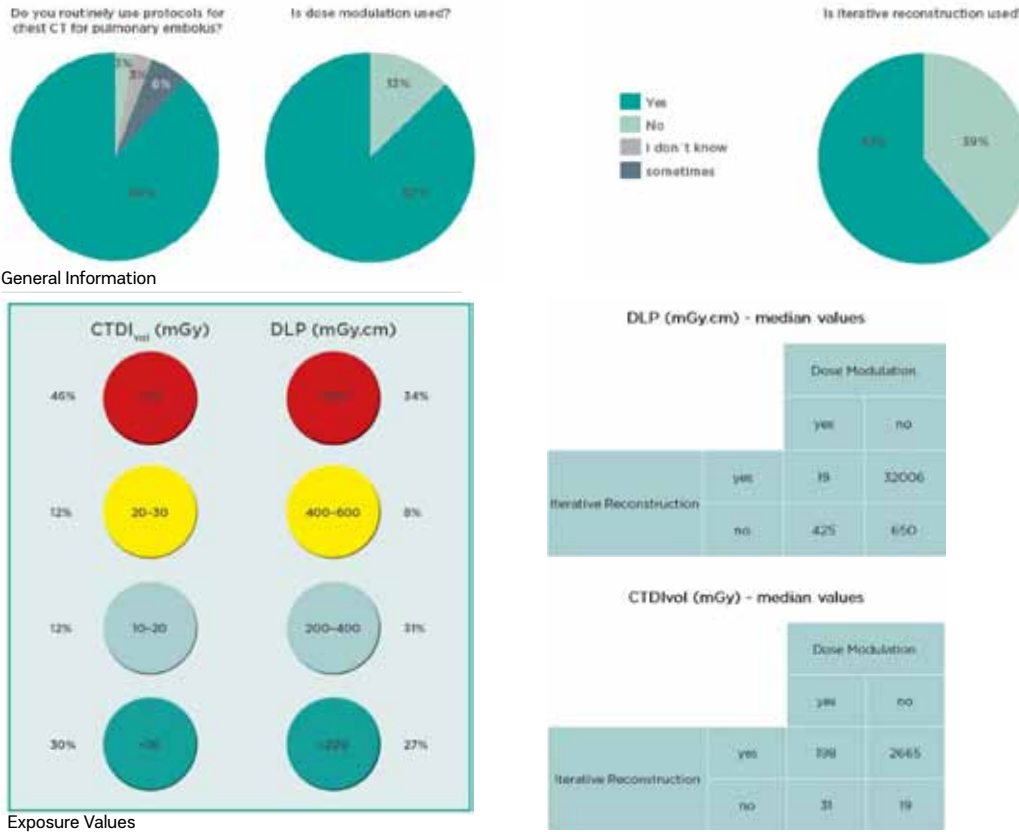 Do you routinely use protocols for
chest CT for pulmonary embolus?
3%
3%
6%
Is dose modulation used?
13%
Yes
No
I don´t know
sometimes
Is iterative reconstruction used?
39%
General Information
CTDIvol (mGy) DLP (mGy.cm)
46% 34%
12% 20-30 400-600 8%
12% 10-20 200-400 31%
30% 27%
Exposure Values
DLP (mGy.cm) - median values
Dose Modulation
yes no
Iterative Reconstruction
yes 19 32006
no 425 650
CTDIvol (mGy) - median values
Dose Modulation
yes no
Iterative Reconstruction
yes 198 2665
no 31 19